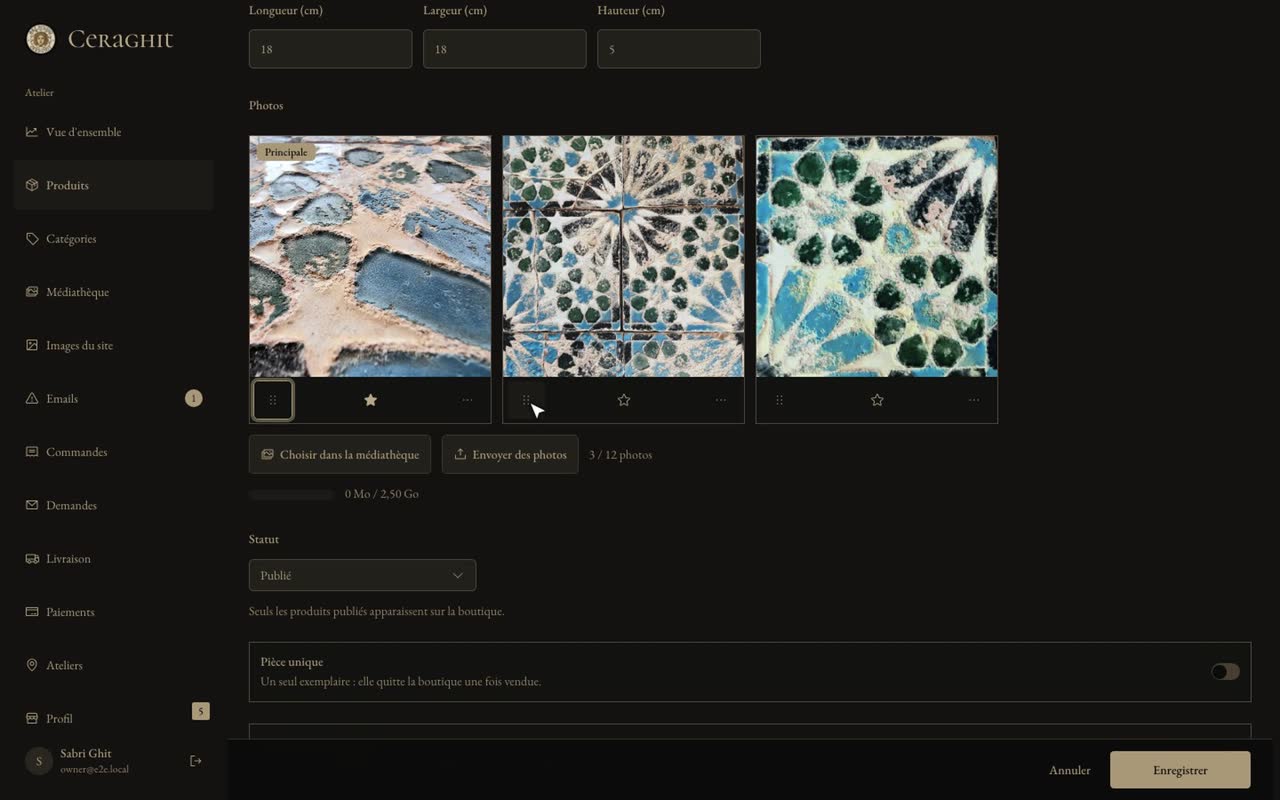 Ceraghit
Atelier
Vue d'ensemble
Produits
Catégories
Médiathèque
Images du site
Emails
1
Commandes
Demandes
Livraison
Paiements
Ateliers
Profil
5
S
Sabri Ghit
owner@e2e.local
Longueur (cm)
Largeur (cm)
Hauteur (cm)
18
18
5
Photos
Principale
Choisir dans la médiathèque
Envoyer des photos
3 / 12 photos
0 Mo / 2,50 Go
Statut
Publié
Seuls les produits publiés apparaissent sur la boutique.
Pièce unique
Un seul exemplaire : elle quitte la boutique une fois vendue.
Annuler
Enregistrer